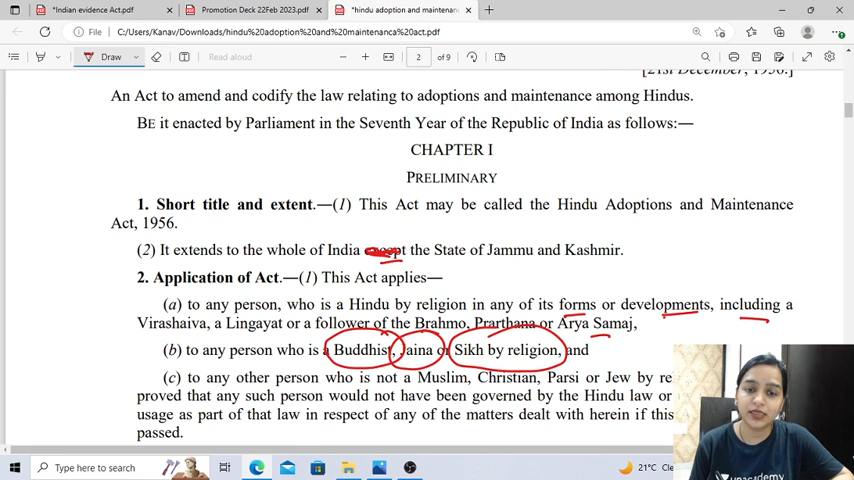 *Indian evidence Act.pdf
Promotion Deck 22Feb 2023.pdf
*hindu adoption and maintenanc
File
C:/Users/Kanav/Downloads/hindu%20adoption%20and%20maintenanca%20act.pdf
Draw
Read aloud
2 of 9
[21st December, 1956.]
An Act to amend and codify the law relating to adoptions and maintenance among Hindus.
BE it enacted by Parliament in the Seventh Year of the Republic of India as follows:—
CHAPTER I
PRELIMINARY
1. Short title and extent.—(1) This Act may be called the Hindu Adoptions and Maintenance
Act, 1956.
(2) It extends to the whole of India except the State of Jammu and Kashmir.
2. Application of Act.—(1) This Act applies—
(a) to any person, who is a Hindu by religion in any of its forms or developments, including a
Virashaiva, a Lingayat or a follower of the Brahmo, Prarthana or Arya Samaj,
(b) to any person who is a Buddhist, Jaina or Sikh by religion, and
(c) to any other person who is not a Muslim, Christian, Parsi or Jew by re
proved that any such person would not have been governed by the Hindu law or
usage as part of that law in respect of any of the matters dealt with herein if this
passed.
Type here to search
21°C
unacademy